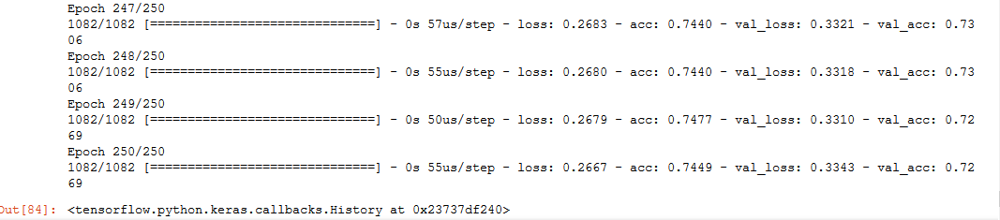 Epoch 247/250
1082/1082 [==============================] - 0s 57us/step - loss: 0.2683 - acc: 0.7440 - val_loss: 0.3321 - val_acc: 0.73
06
Epoch 248/250
1082/1082 [==============================] - 0s 55us/step - loss: 0.2680 - acc: 0.7440 - val_loss: 0.3318 - val_acc: 0.73
06
Epoch 249/250
1082/1082 [==============================] - 0s 50us/step - loss: 0.2679 - acc: 0.7477 - val_loss: 0.3310 - val_acc: 0.72
69
Epoch 250/250
1082/1082 [==============================] - 0s 55us/step - loss: 0.2667 - acc: 0.7449 - val_loss: 0.3343 - val_acc: 0.72
69
Out[84]: <tensorflow.python.keras.callbacks.History at 0x23737df240>